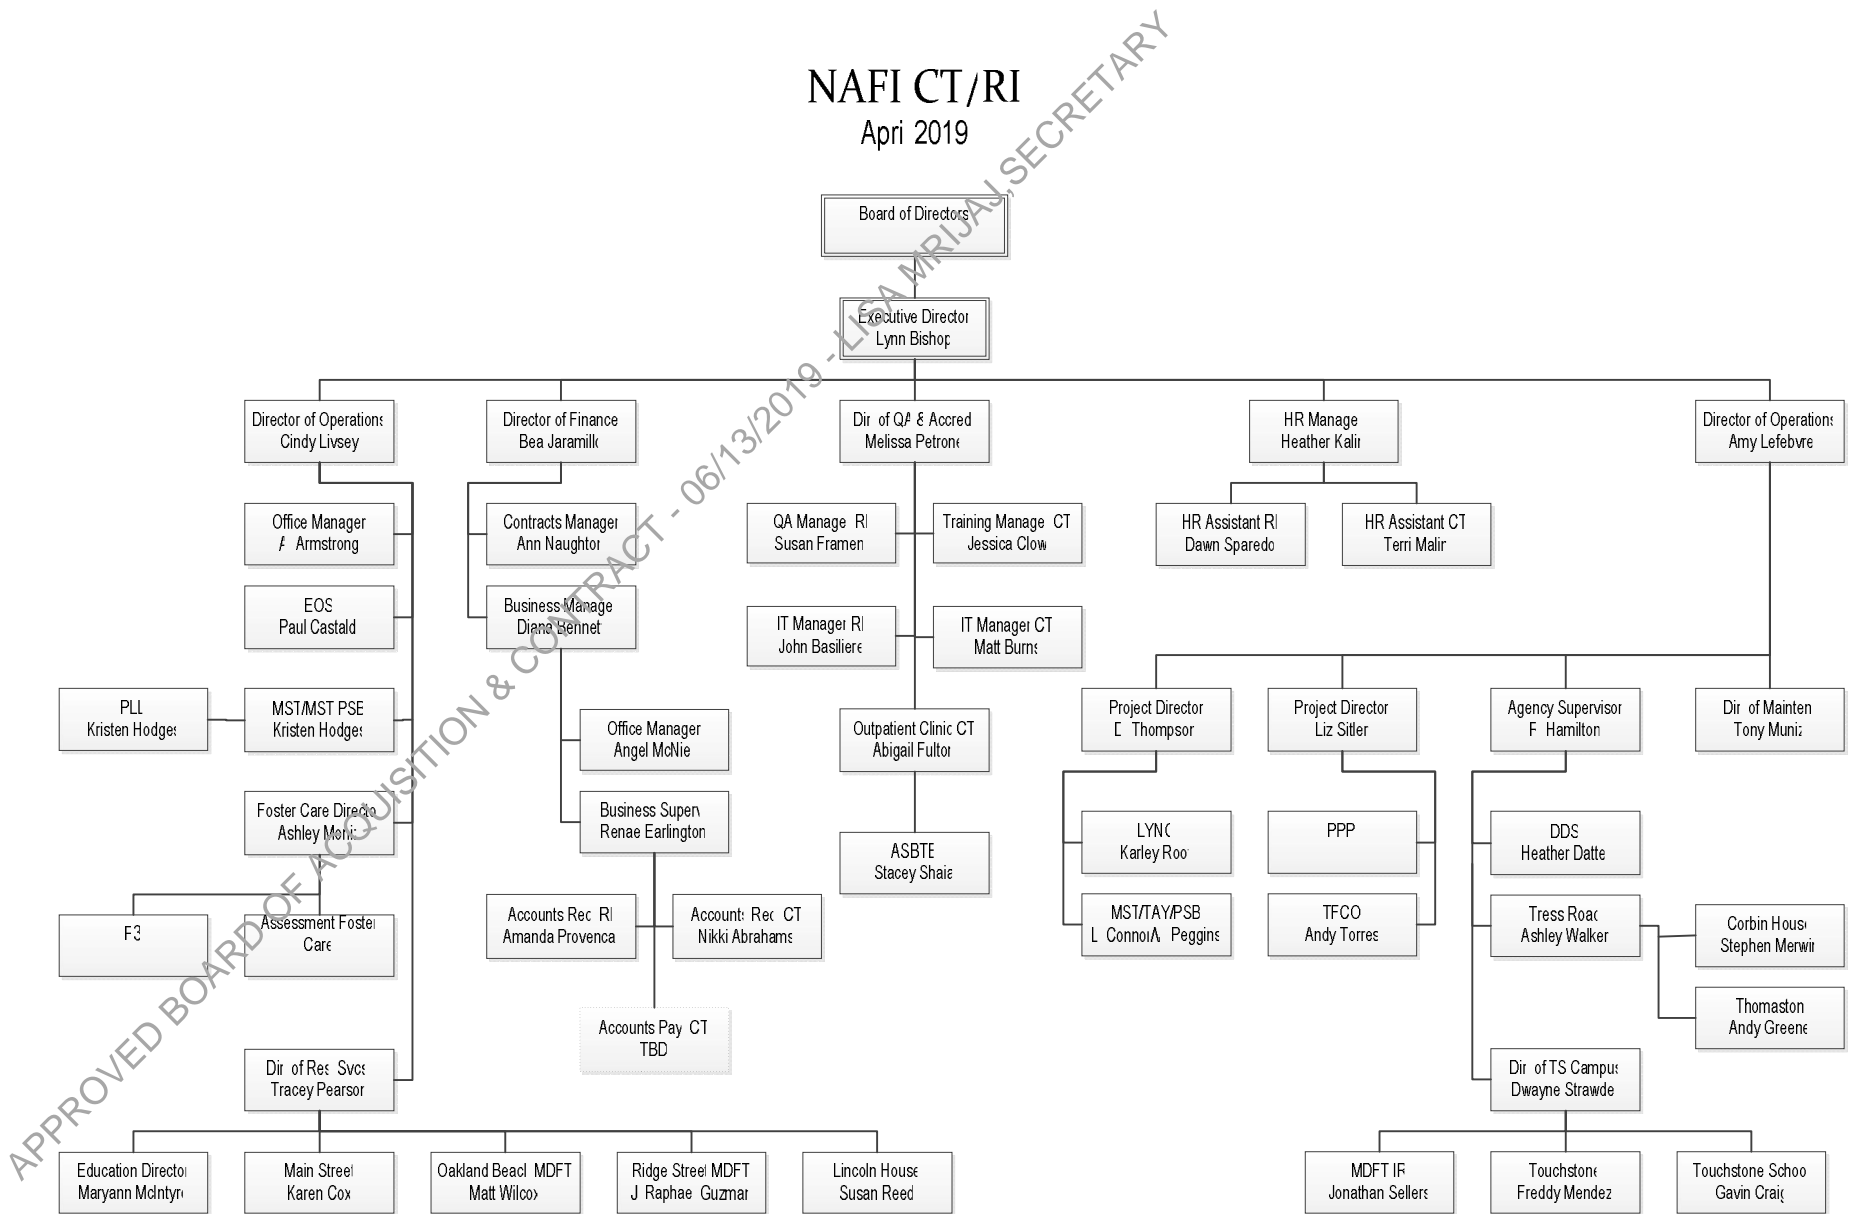 NAFI CT/RI
Apri 2019
APPROVED BOARD OF ACQUISITION & CONTRACT - 06/13/2019 - LISA MRIJAJ,SECRETARY
Board of Directors
Executive Director
Lynn Bishop
Director of Operations
Cindy Livsey
Director of Finance
Bea Jaramillo
Dir of QA & Accred
Melissa Petrone
HR Manage
Heather Kalin
Director of Operations
Amy Lefebvre
Office Manager
A Armstrong
Contracts Manager
Ann Naughton
QA Manage RI
Susan Framen
Training Manage CT
Jessica Clow
HR Assistant RI
Dawn Sparedo
HR Assistant CT
Terri Malin
EOS
Paul Castald
Business Manage
Diana Bennet
IT Manager RI
John Basiliere
IT Manager CT
Matt Burns
PLL
Kristen Hodges
MST/MST PSB
Kristen Hodges
Office Manager
Angel McNie
Outpatient Clinic CT
Abigail Fulton
Project Director
D Thompson
Project Director
Liz Sitler
Agency Supervisor
F Hamilton
Dir of Mainten
Tony Muniz
Foster Care Directo
Ashley Moniz
Business Superv
Renae Earlington
ASBTE
Stacey Shaia
LYNC
Karley Roo
PPP
DDS
Heather Datte
F3
Assessment Foster
Care
Accounts Rec RI
Amanda Provenca
Accounts Rec CT
Nikki Abrahams
MST/TAY/PSB
L Connor/A Peggins
TFCO
Andy Torres
Tress Road
Ashley Walker
Corbin House
Stephen Merwin
Thomaston
Andy Greene
Accounts Pay CT
TBD
Dir of Res Svcs
Tracey Pearson
Dir of TS Campus
Dwayne Strawde
Education Director
Maryann McIntyre
Main Street
Karen Cox
Oakland Beach MDFT
Matt Wilcox
Ridge Street MDFT
J Raphae Guzman
Lincoln House
Susan Reed
MDFT IR
Jonathan Sellers
Touchstone
Freddy Mendez
Touchstone Schoo
Gavin Craig